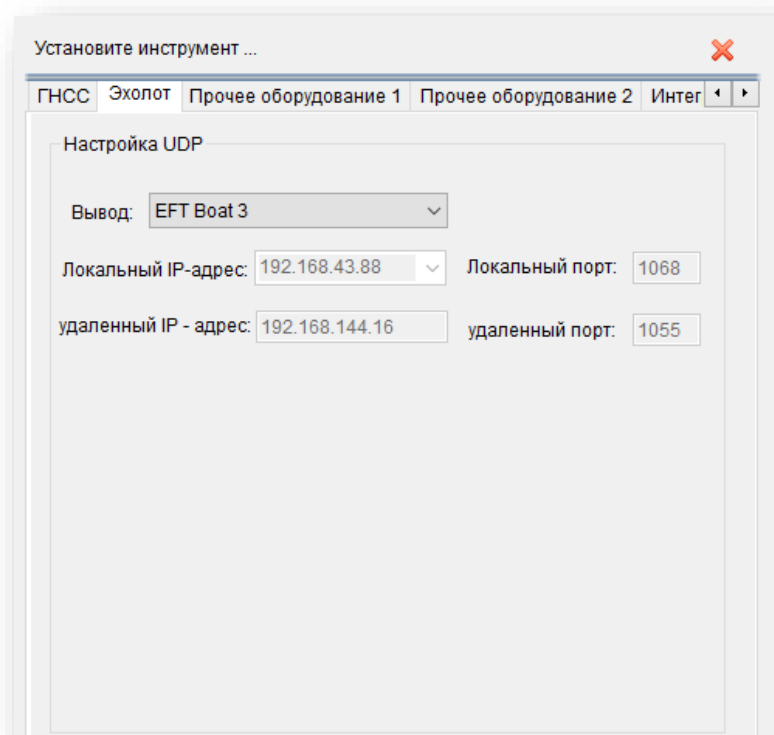 Установите инструмент ...
ГНСС Эхолот Прочее оборудование 1 Прочее оборудование 2 Интег
Настройка UDP
Вывод: EFT Boat 3
Локальный IP-адрес: 192.168.43.88 Локальный порт: 1068
удаленный IP - адрес: 192.168.144.16 удаленный порт: 1055